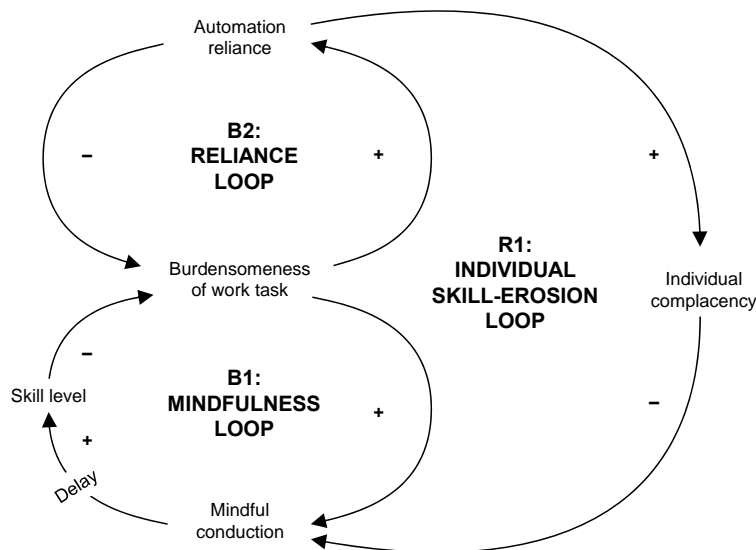 Automation
reliance
B2:
RELIANCE
LOOP
–
+
+
Burdensomeness
of work task
R1:
INDIVIDUAL
SKILL-EROSION
LOOP
Individual
complacency
–
B1:
MINDFULNESS
LOOP
Skill level
+
–
+
Delay
Mindful
conduction